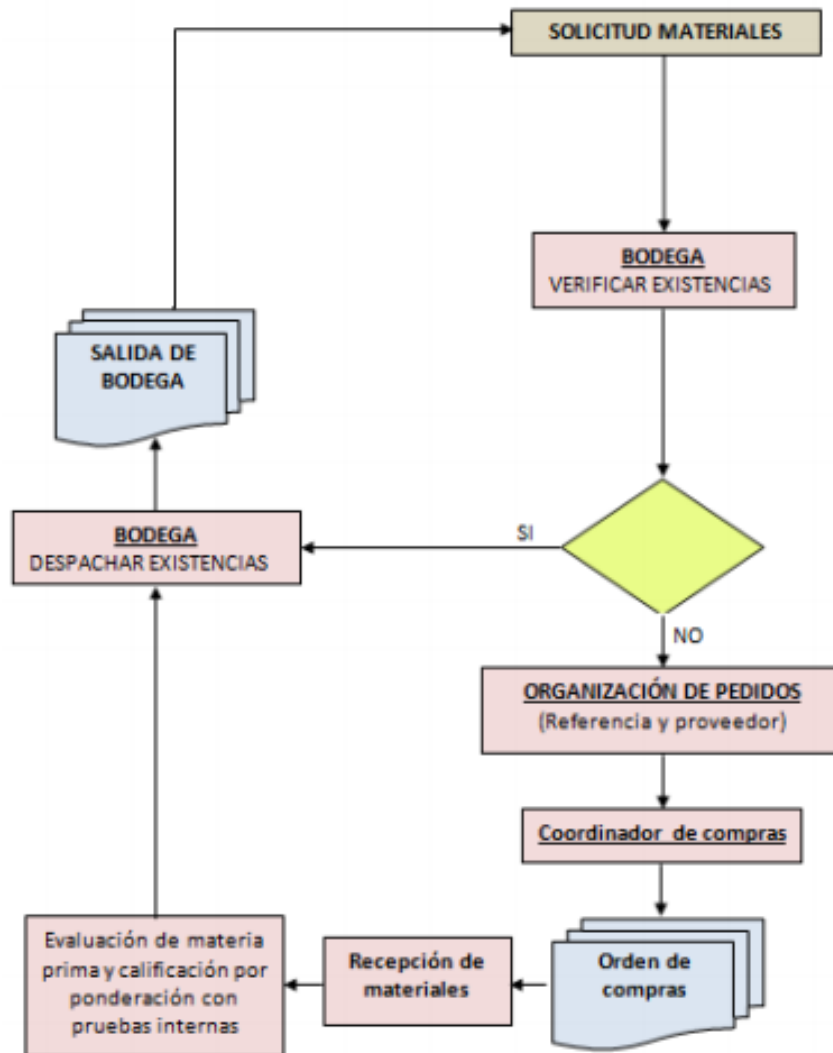 SOLICITUD MATERIALES
BODEGA
VERIFICAR EXISTENCIAS
SALIDA DE
BODEGA
SI
BODEGA
DESPACHAR EXISTENCIAS
NO
ORGANIZACIÓN DE PEDIDOS
(Referencia y proveedor)
Coordinador de compras
Orden de
compras
Recepción de
materiales
Evaluación de materia
prima y calificación por
ponderación con
pruebas internas